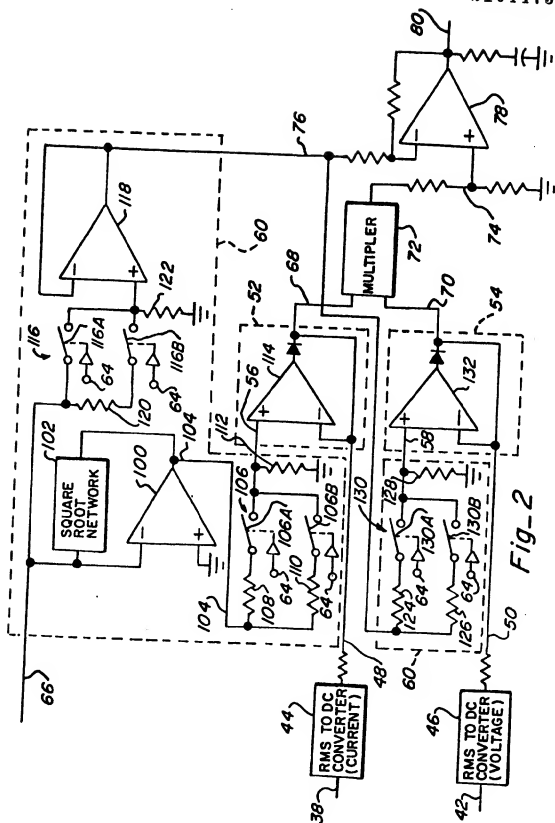 80
76
78
118
60
116
116A
116B
122
64
64
120
102
SQUARE
ROOT
NETWORK
100
104
66
MULTIPLER
72
74
68
70
52
114
56
112
54
132
58
128
106
106A
106B
108
110
64
64
104
130
130A
130B
124
126
64
64
60
48
50
44
RMS TO DC
CONVERTER
(CURRENT)
38
46
RMS TO DC
CONVERTER
(VOLTAGE)
42
Fig_2